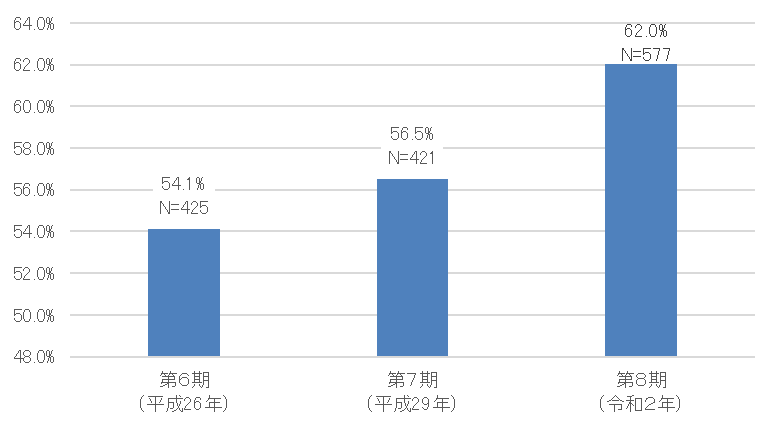 64.0%
62.0%
60.0%
58.0%
56.0%
54.0%
52.0%
50.0%
48.0%
54.1%
N=425
56.5%
N=421
62.0%
N=577
第6期
(平成26年)
第7期
(平成29年)
第8期
(令和2年)